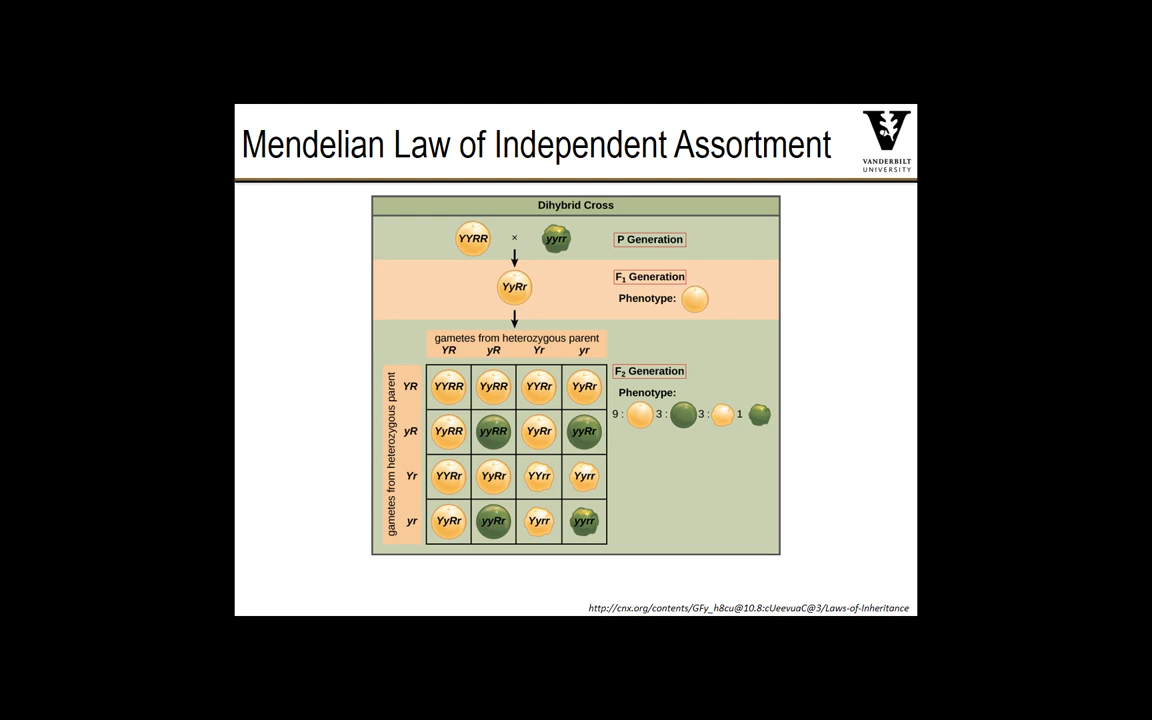 Mendelian Law of Independent Assortment
VANDERBILT
UNIVERSITY
Dihybrid Cross
YYRR × yyrr
P Generation
YyRr
F₁ Generation
Phenotype:
gametes from heterozygous parent
YR yR Yr yr
gametes from heterozygous parent
YR YYRR YyRR YYRr YyRr
yR YyRR yyRR YyRr yyRr
Yr YYRr YyRr YYrr Yyrr
yr YyRr yyRr Yyrr yyrr
F₂ Generation
Phenotype:
9 : 3 : 3 : 1
http://cnx.org/contents/GFy_h8cu@10.8:cUeevuaC@3/Laws-of-Inheritance